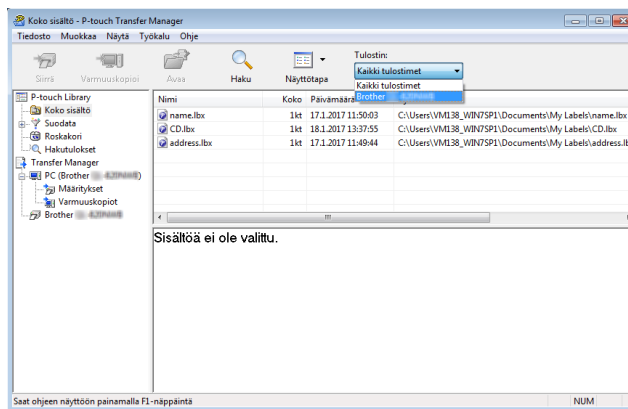 Koko sisältö - P-touch Transfer Manager
Tiedosto Muokkaa Näytä Työkalu Ohje
Siirrä Varmuuskopioi Avaa Haku Näyttötapa
Tulostin:
Kaikki tulostimet
Kaikki tulostimet
Brother
P-touch Library
Koko sisältö
Suodata
Roskakori
Hakutulokset
Transfer Manager
PC (Brother )
Määritykset
Varmuuskopiot
Brother
Nimi Koko Päivämäärä
name.lbx 1kt 17.1.2017 11:50:03 C:\Users\VM138_WIN7SP1\Documents\My Labels\name.lbx
CD.lbx 1kt 18.1.2017 13:37:55 C:\Users\VM138_WIN7SP1\Documents\My Labels\CD.lbx
address.lbx 1kt 17.1.2017 11:49:44 C:\Users\VM138_WIN7SP1\Documents\My Labels\address.lb
Sisältöä ei ole valittu.
Saat ohjeen näyttöön painamalla F1-näppäintä
NUM